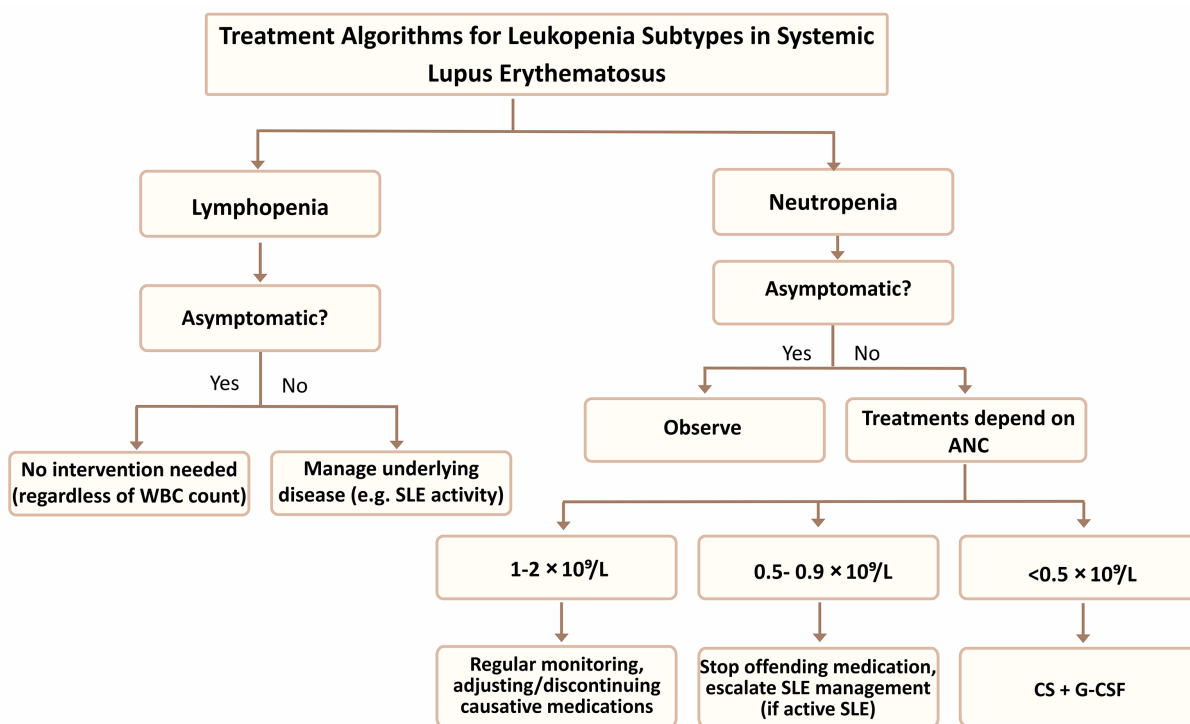 Treatment Algorithms for Leukopenia Subtypes in Systemic
Lupus Erythematosus
Lymphopenia
Neutropenia
Asymptomatic?
Asymptomatic?
Yes
No
Yes
No
No intervention needed
(regardless of WBC count)
Manage underlying
disease (e.g. SLE activity)
Observe
Treatments depend on
ANC
1-2 × 10⁹/L
0.5- 0.9 × 10⁹/L
<0.5 × 10⁹/L
Regular monitoring,
adjusting/discontinuing
causative medications
Stop offending medication,
escalate SLE management
(if active SLE)
CS + G-CSF